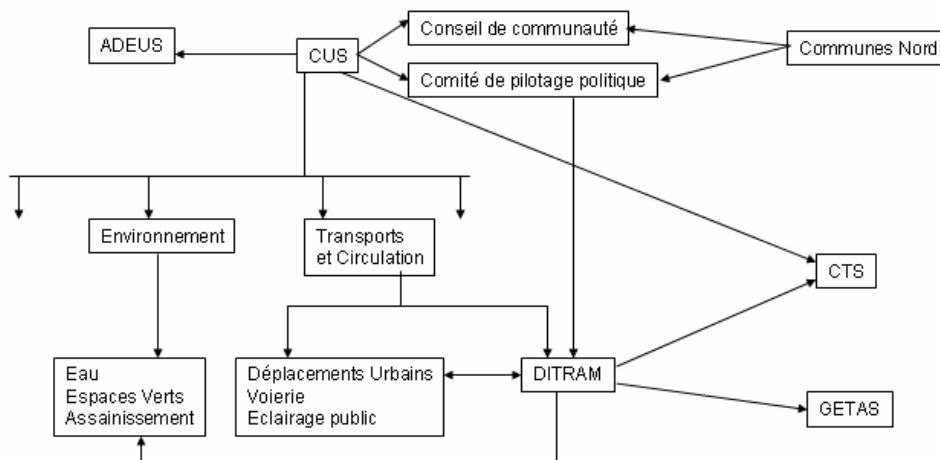 ADEUS
CUS
Conseil de communauté
Comité de pilotage politique
Communes Nord
Environnement
Transports
et Circulation
CTS
Eau
Espaces Verts
Assainissement
Déplacements Urbains
Voierie
Eclairage public
DITRAM
GETAS